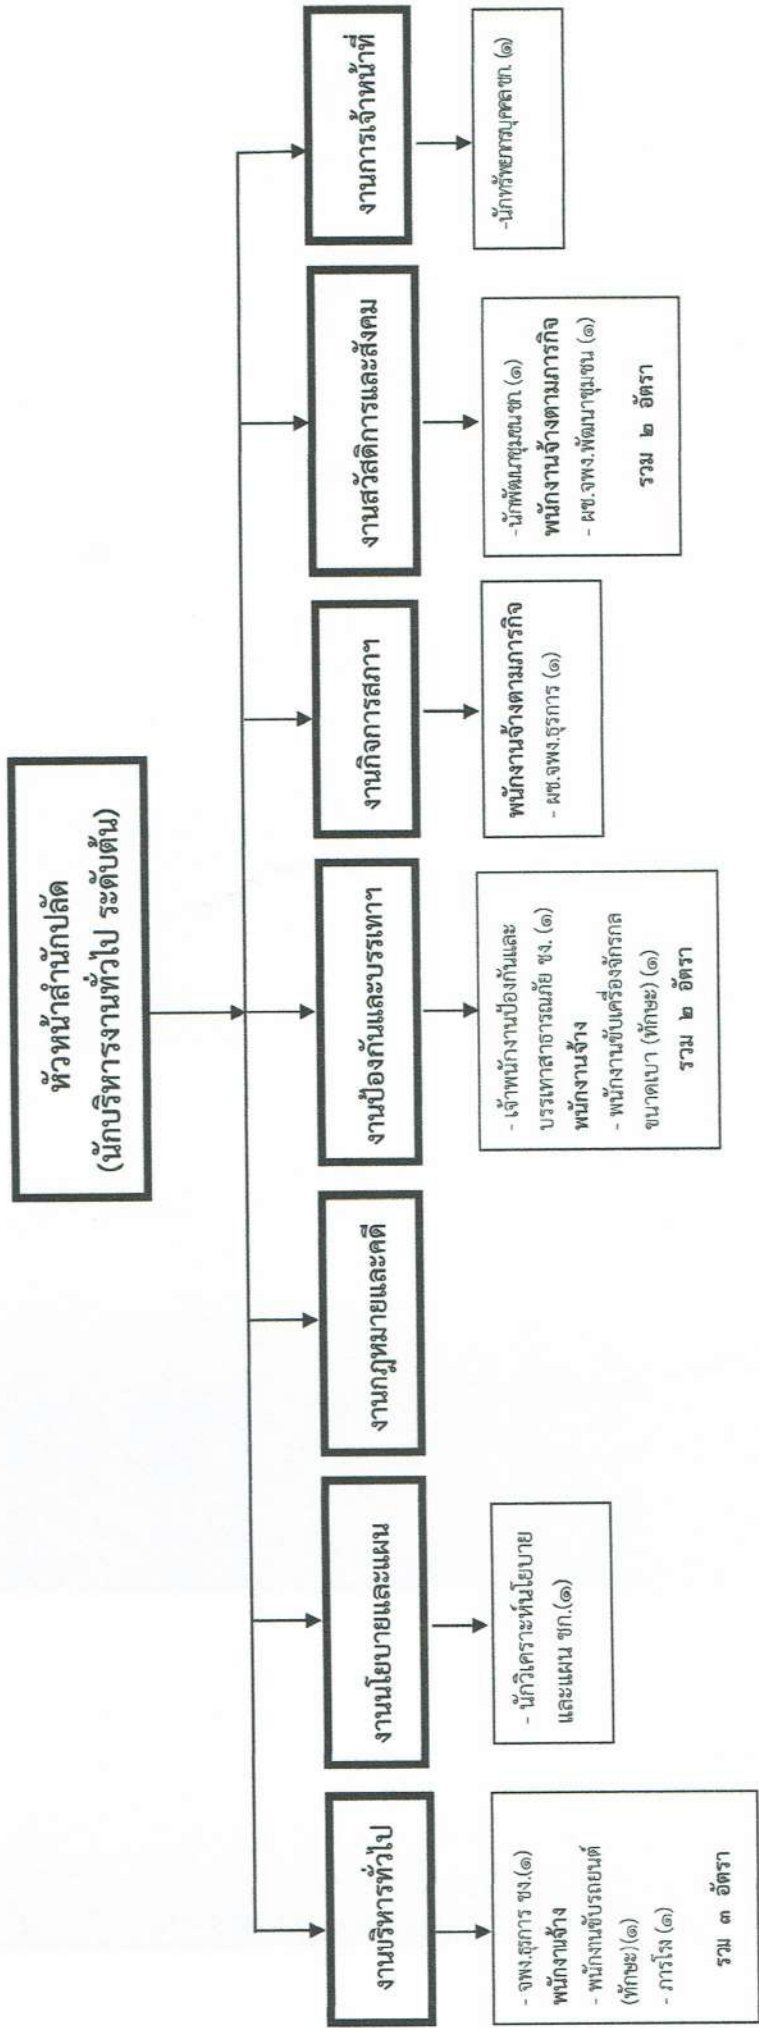 หัวหน้าสำนักปลัด
(นักบริหารงานทั่วไป ระดับต้น)
งานบริหารทั่วไป
- จพง.ธุรการ ชง.(๑)
พนักงานจ้าง
- พนักงานขับรถยนต์
(ทักษะ)(๑)
- ภารโรง (๑)
รวม ๓ อัตรา
งานนโยบายและแผน
- นักวิเคราะห์นโยบาย
และแผน ชก.(๑)
งานกฎหมายและคดี
งานป้องกันและบรรเทาฯ
- เจ้าพนักงานป้องกันและ
บรรเทาสาธารณภัย ชง. (๑)
พนักงานจ้าง
- พนักงานขับเครื่องจักรกล
ขนาดเบา (ทักษะ) (๑)
รวม ๒ อัตรา
งานกิจการสภาฯ
พนักงานจ้างตามภารกิจ
- ผช.จพง.ธุรการ (๑)
งานสวัสดิการและสังคม
-นักพัฒนาชุมชน ชก. (๑)
พนักงานจ้างตามภารกิจ
- ผช.จพง.พัฒนาชุมชน (๑)
รวม ๒ อัตรา
งานการเจ้าหน้าที่
-นักทรัพยากรบุคคล ชก. (๑)